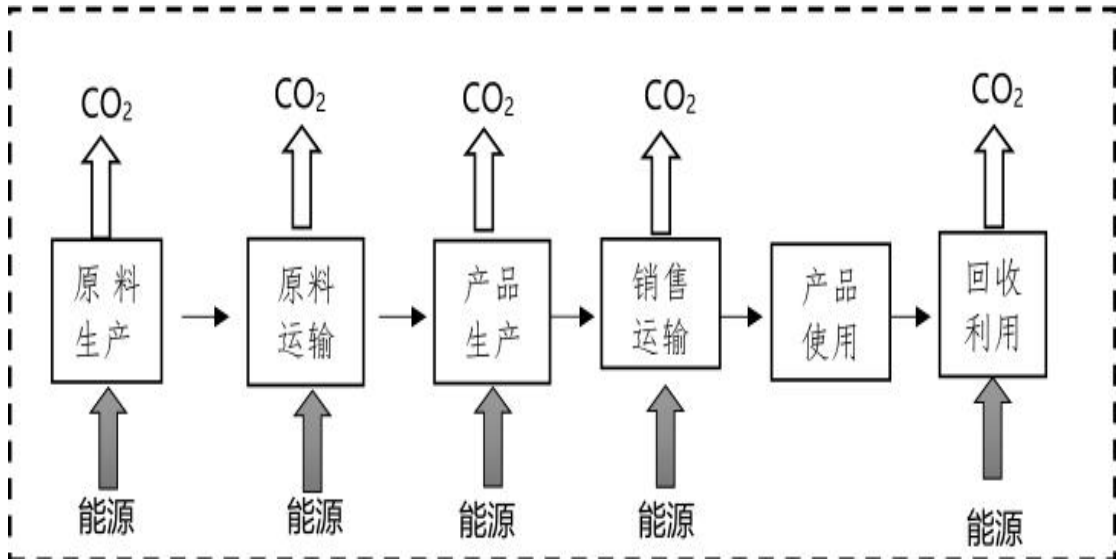 CO₂ CO₂ CO₂ CO₂ CO₂
原料 原料 产品 销售 产品 回收
生产 运输 生产 运输 使用 利用
能源 能源 能源 能源 能源